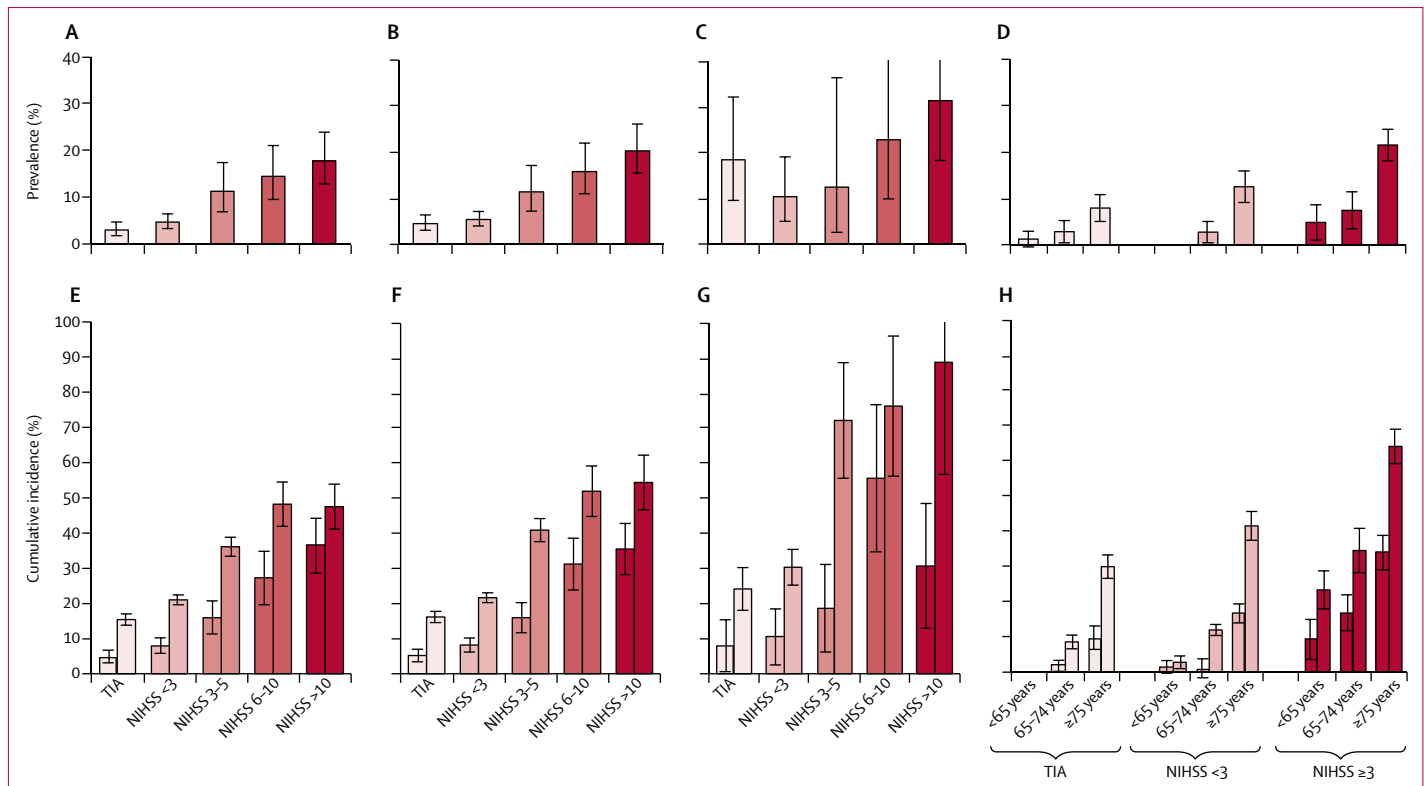 A
B
C
D
Prevalence (%)
40
30
20
10
0
E
F
G
H
Cumulative incidence (%)
100
90
80
70
60
50
40
30
20
10
0
TIA
NIHSS <3
NIHSS 3–5
NIHSS 6–10
NIHSS >10
TIA
NIHSS <3
NIHSS 3–5
NIHSS 6–10
NIHSS >10
TIA
NIHSS <3
NIHSS 3–5
NIHSS 6–10
NIHSS >10
<65 years
65–74 years
≥75 years
<65 years
65–74 years
≥75 years
<65 years
65–74 years
≥75 years
TIA
NIHSS <3
NIHSS ≥3